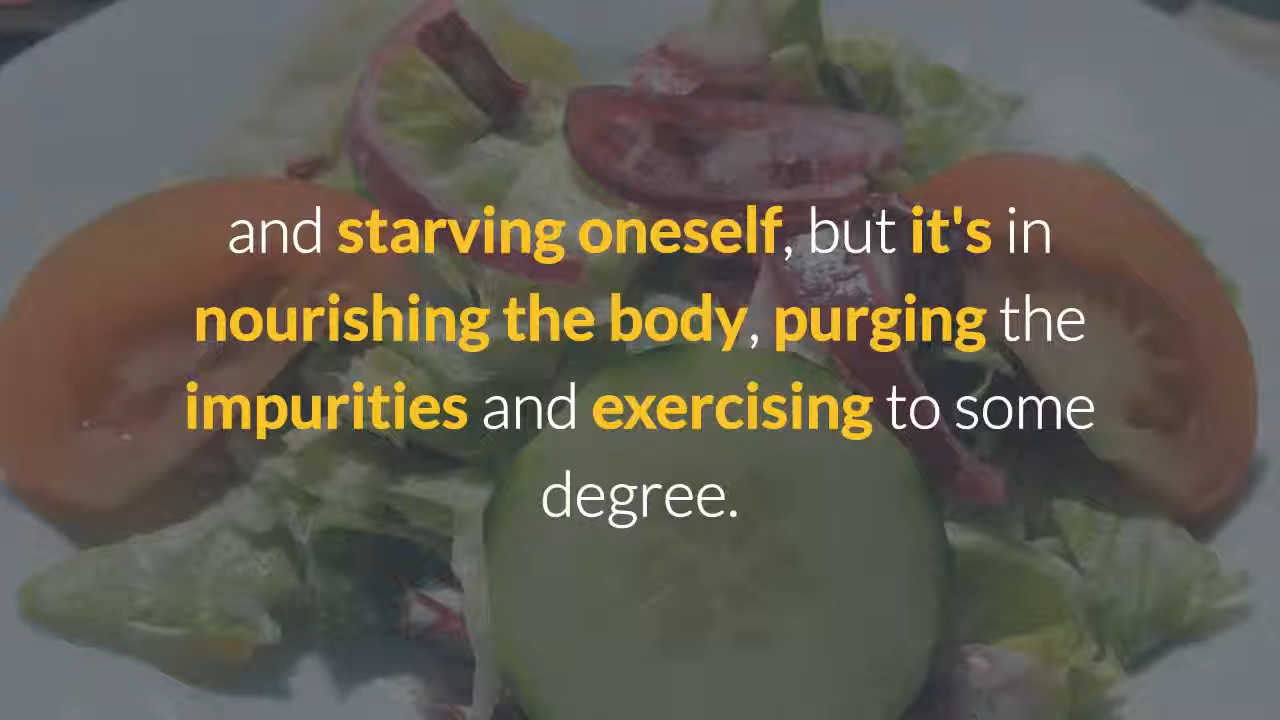 and starving oneself, but it's in
nourishing the body, purging the
impurities and exercising to some
degree.